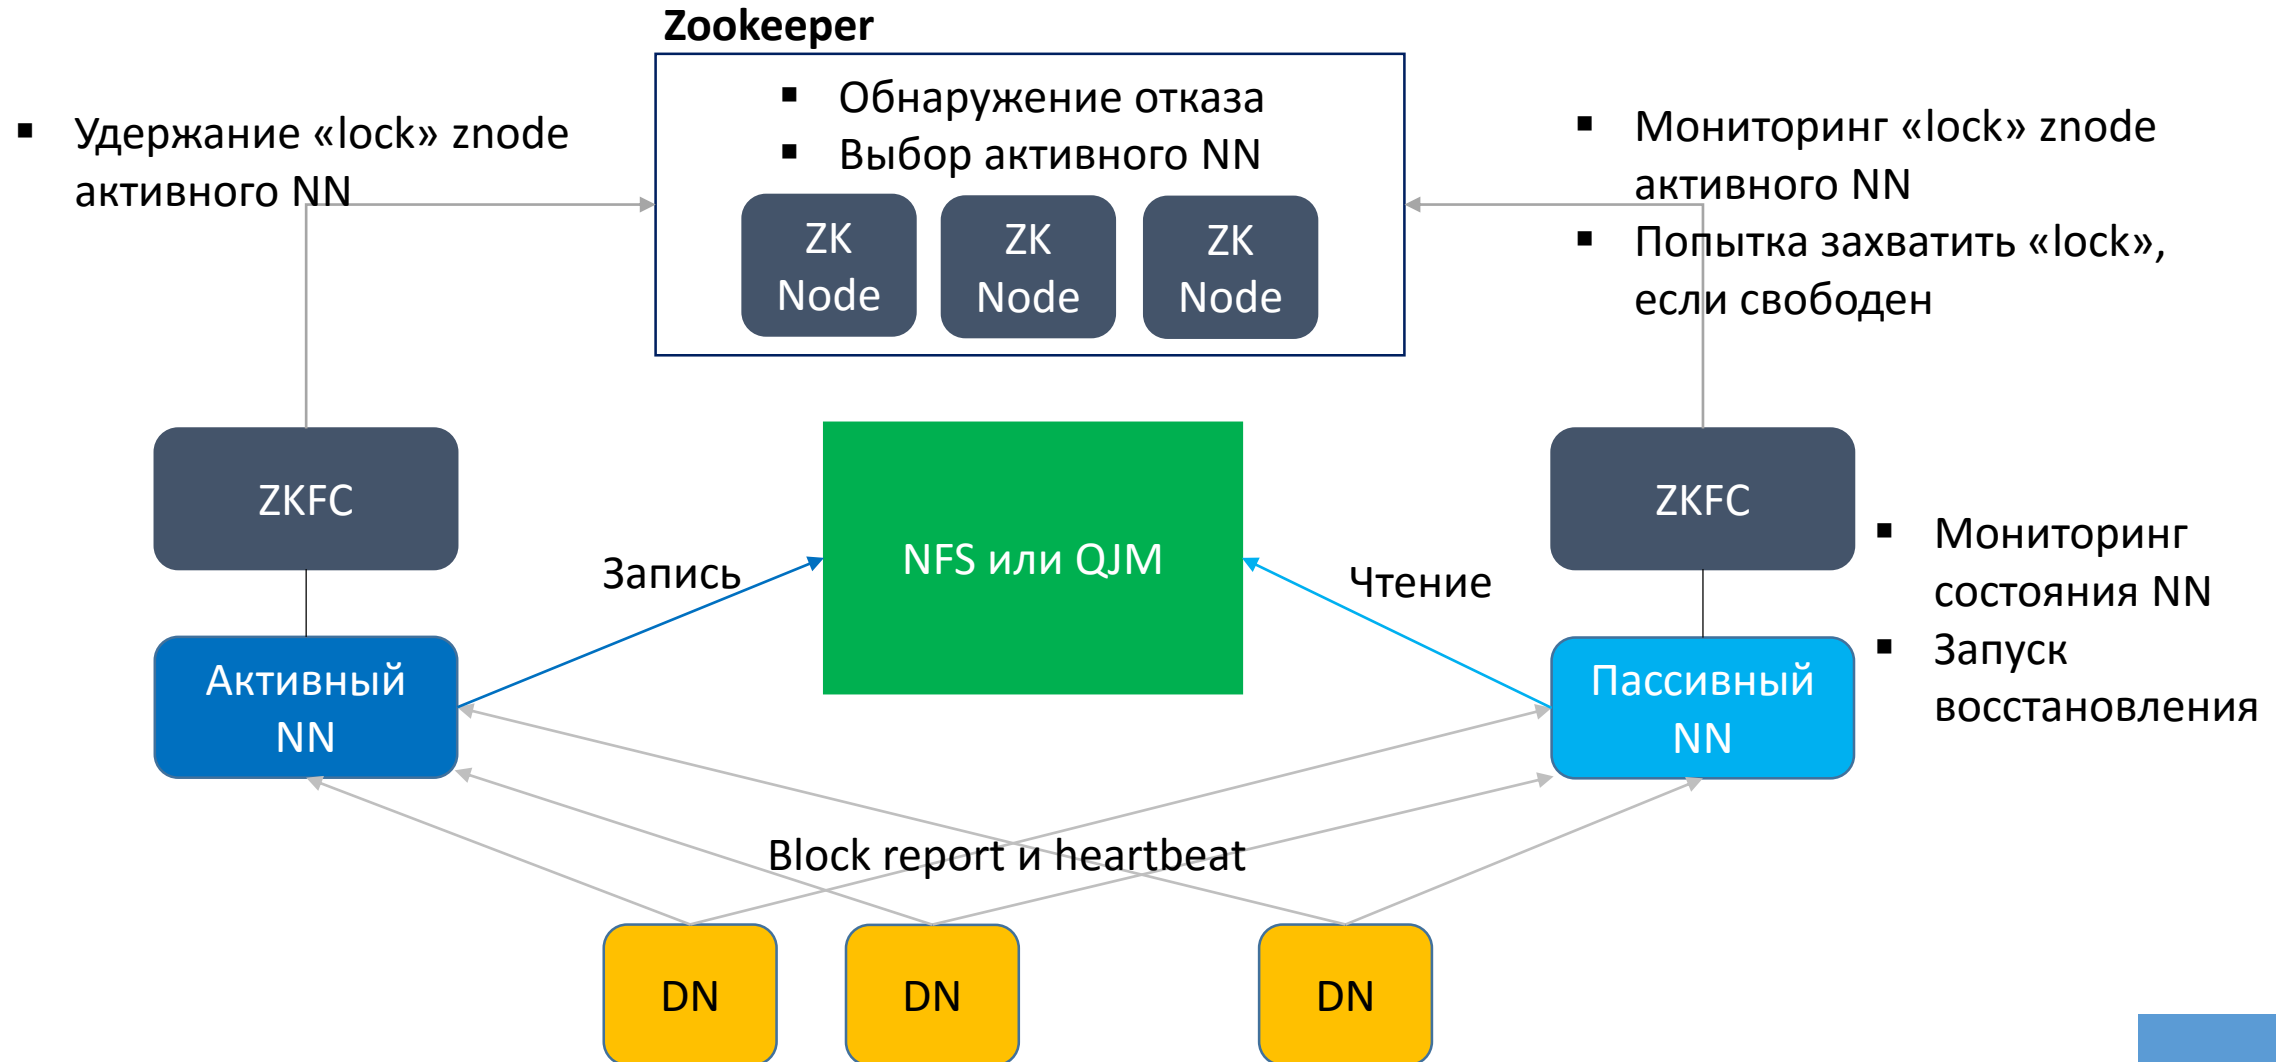 Zookeeper
▪ Удержание «lock» znode
активного NN
▪ Обнаружение отказа
▪ Выбор активного NN
▪ Мониторинг «lock» znode
активного NN
▪ Попытка захватить «lock»,
если свободен
ZK
Node
ZK
Node
ZK
Node
ZKFC
Запись
NFS или QJM
Чтение
ZKFC
▪ Мониторинг
состояния NN
▪ Запуск
восстановления
Активный
NN
Пассивный
NN
Block report и heartbeat
DN
DN
DN